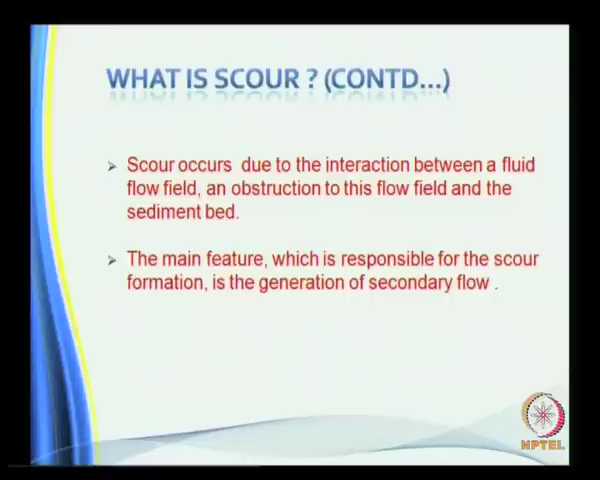 WHAT IS SCOUR ? (CONTD...)
Scour occurs due to the interaction between a fluid
flow field, an obstruction to this flow field and the
sediment bed.
The main feature, which is responsible for the scour
formation, is the generation of secondary flow .
NPTEL